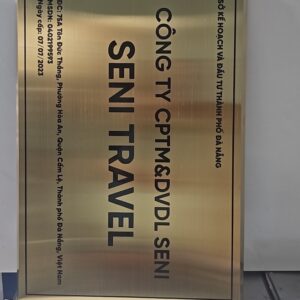 SỞ KẾ HOẠCH VÀ ĐẦU TƯ THÀNH PHỐ ĐÀ NẴNG
CÔNG TY CPTM&DVDL SENI
SENI TRAVEL
ĐC: 75A Tôn Đức Thắng, Phường Hòa An, Quận Cẩm Lệ, Thành phố Đà Nẵng, Việt Nam
MSDN: 0402199593
Ngày cấp: 07/07/2023